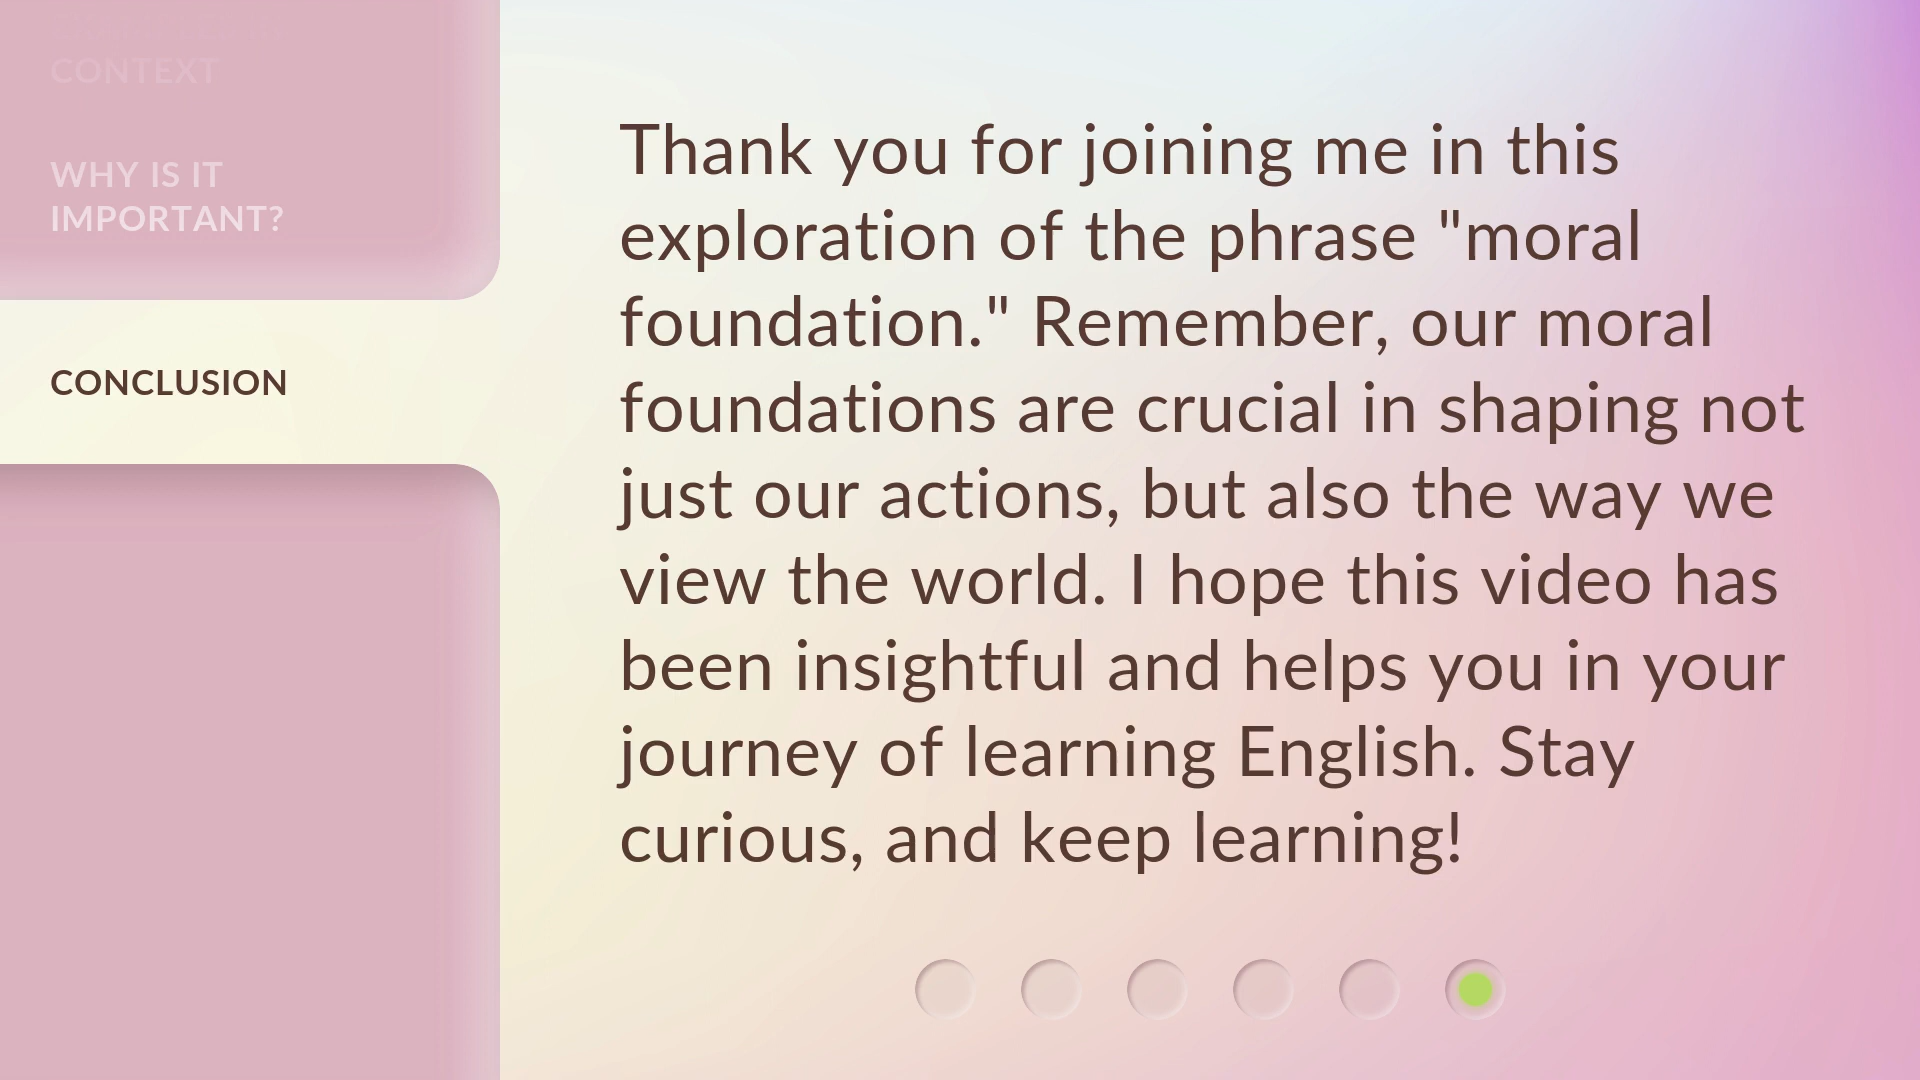 EXAMPLES IN
CONTEXT
WHY IS IT
IMPORTANT?
CONCLUSION
Thank you for joining me in this
exploration of the phrase "moral
foundation." Remember, our moral
foundations are crucial in shaping not
just our actions, but also the way we
view the world. I hope this video has
been insightful and helps you in your
journey of learning English. Stay
curious, and keep learning!